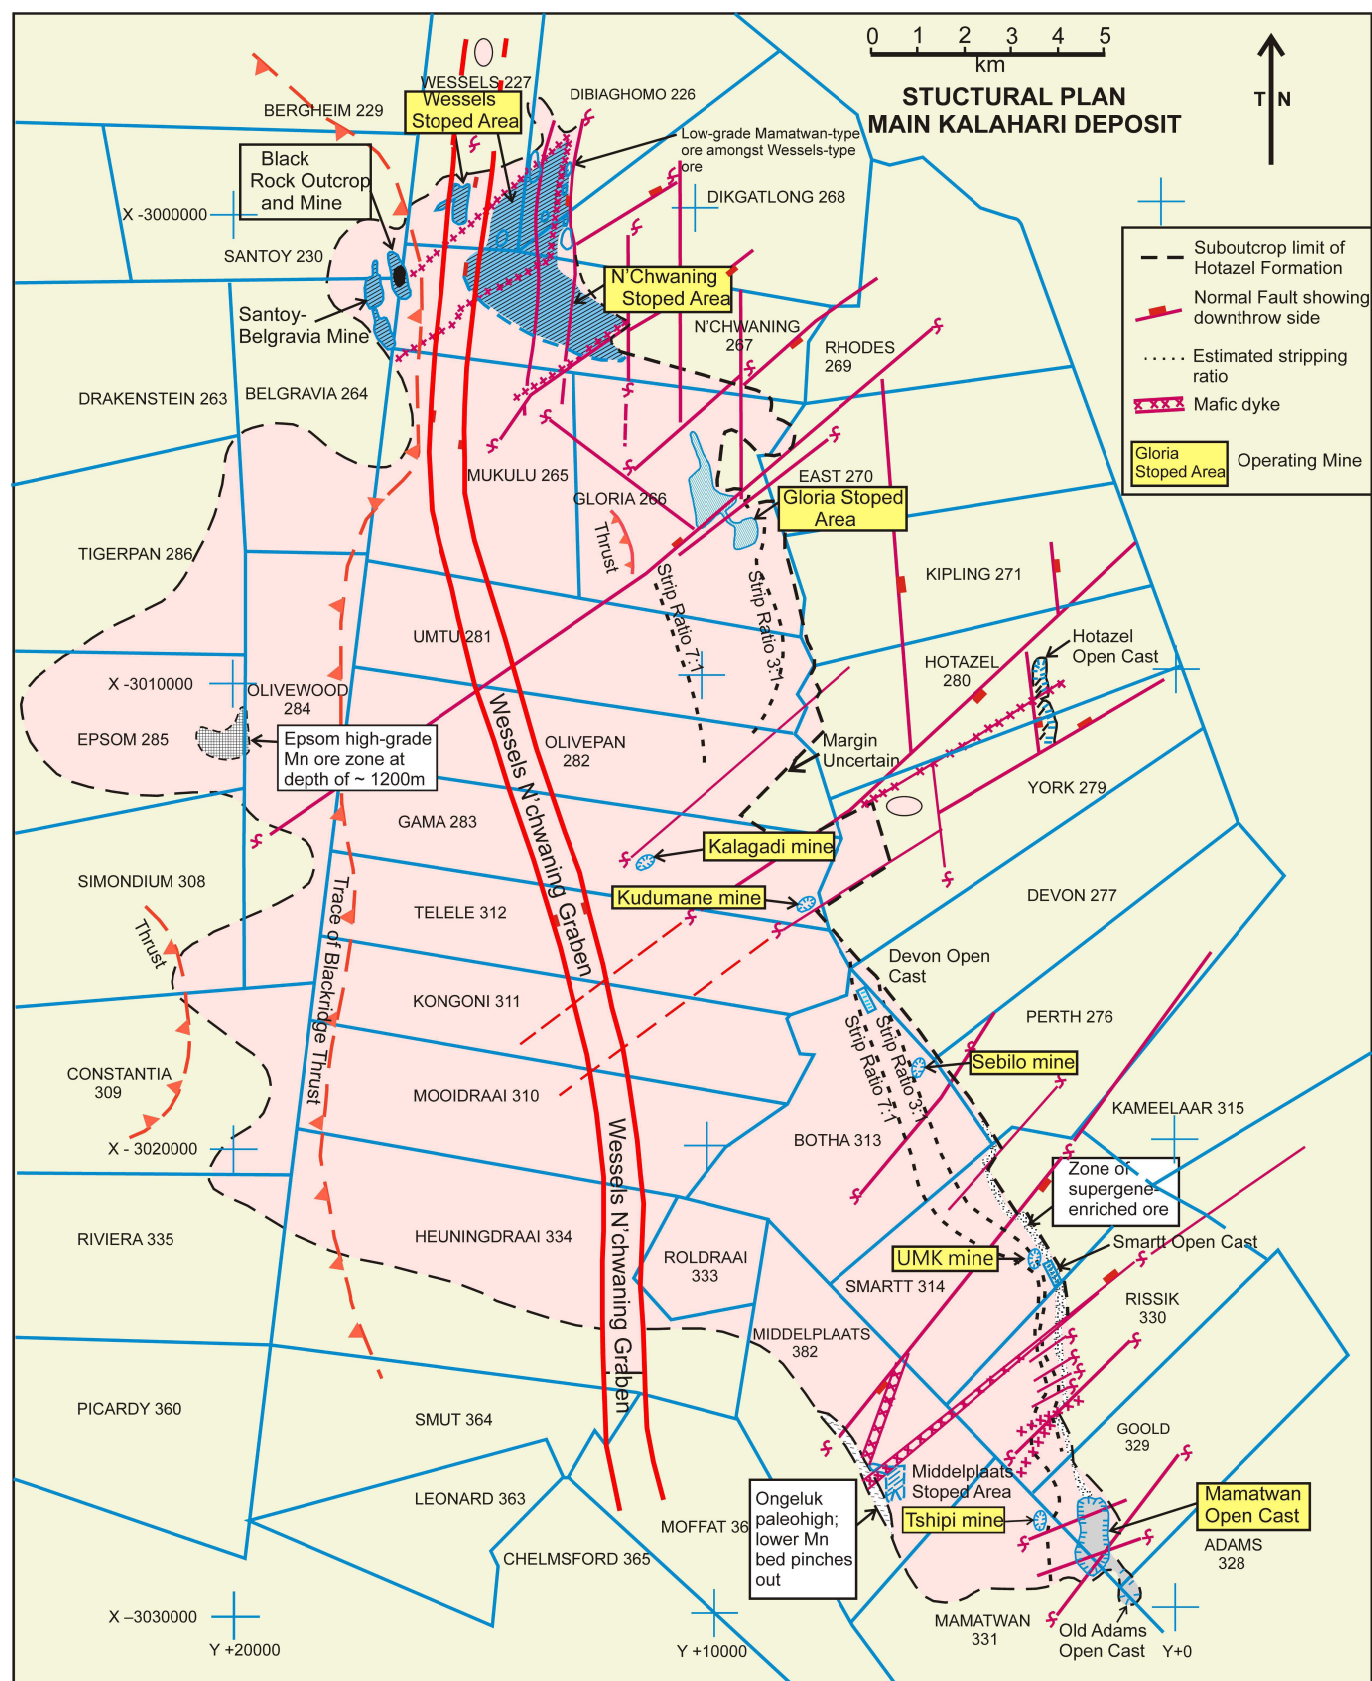 0 1 2 3 4 5
km
STUCTURAL PLAN
MAIN KALAHARI DEPOSIT
T N
WESSELS 227
Wessels
Stoped Area
BERGHEIM 229
DIBIAGHOMO 226
Low-grade Mamatwan-type
ore amongst Wessels-type
ore
Black
Rock Outcrop
and Mine
DIKGATLONG 268
X -3000000
SANTOY 230
N'Chwaning
Stoped Area
Santoy-
Belgravia Mine
N'CHWANING
267
RHODES
269
Suboutcrop limit of
Hotazel Formation
Normal Fault showing
downthrow side
Estimated stripping
ratio
Mafic dyke
Gloria
Stoped Area
Operating Mine
DRAKENSTEIN 263
BELGRAVIA 264
MUKULU 265
GLORIA 266
EAST 270
Gloria Stoped
Area
Thrust
TIGERPAN 286
KIPLING 271
Strip Ratio 7:1
Strip Ratio 3:1
UMTU 281
HOTAZEL
280
Hotazel
Open Cast
X -3010000
OLIVEWOOD
284
EPSOM 285
Epsom high-grade
Mn ore zone at
depth of ~ 1200m
Wessels N'chwaning Graben
OLIVEPAN
282
Margin
Uncertain
YORK 279
GAMA 283
Kalagadi mine
SIMONDIUM 308
Kudumane mine
DEVON 277
TELELE 312
Thrust
Trace of Blackridge Thrust
Devon Open
Cast
KONGONI 311
PERTH 276
Strip Ratio 7:1
Strip Ratio 3:1
Sebilo mine
CONSTANTIA
309
MOOIDRAAI 310
KAMEELAAR 315
BOTHA 313
X - 3020000
Zone of
supergene-
enriched ore
Wessels N'chwaning Graben
RIVIERA 335
HEUNINGDRAAI 334
ROLDRAAI
333
UMK mine
Smartt Open Cast
SMARTT 314
RISSIK
330
MIDDELPLAATS
382
PICARDY 360
SMUT 364
GOOLD
329
Middelplaats
Stoped Area
LEONARD 363
Ongeluk
paleohigh;
lower Mn
bed pinches
out
Tshipi mine
Mamatwan
Open Cast
MOFFAT 36
ADAMS
328
CHELMSFORD 365
X –3030000
MAMATWAN
331
Old Adams
Open Cast
Y +20000
Y +10000
Y+0